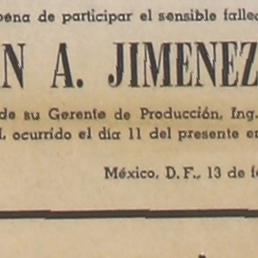 pena de participar el sensible
N A. JIMENEZ
de su Gerente de Producción, Ing.
ocurrido el día 11 del presente en
México, D. F., 13 de